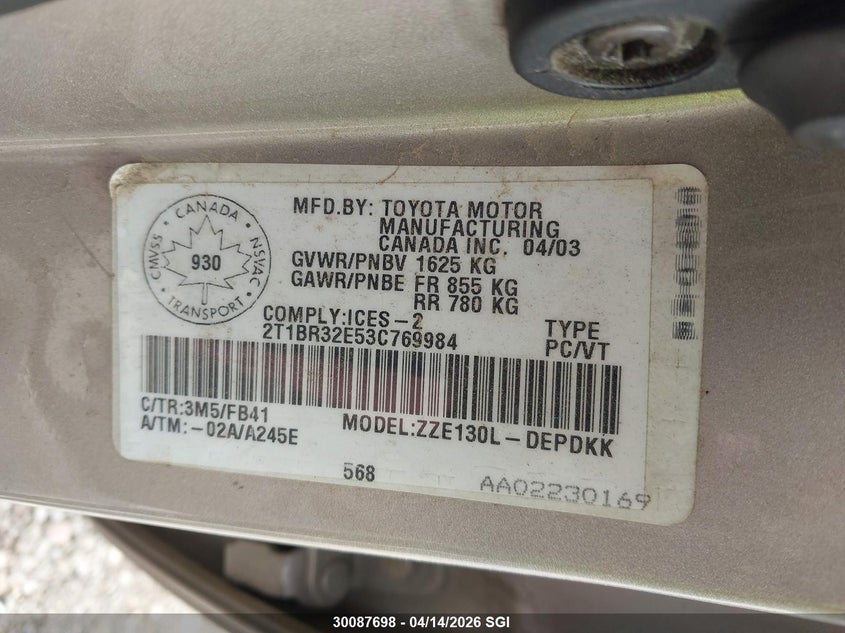 CANADA
CMVSS
NSVAC
930
TRANSPORT
MFD.BY: TOYOTA MOTOR
MANUFACTURING
CANADA INC. 04/03
GVWR/PNBV 1625 KG
GAWR/PNBE FR 855 KG
RR 780 KG
COMPLY:ICES-2
2T1BR32E53C769984
TYPE
PC/VT
C/TR:3M5/FB41
A/TM:-02A/A245E
MODEL:ZZE130L-DEPDKK
568
AA02230169
30087698 - 04/14/2026 SGI